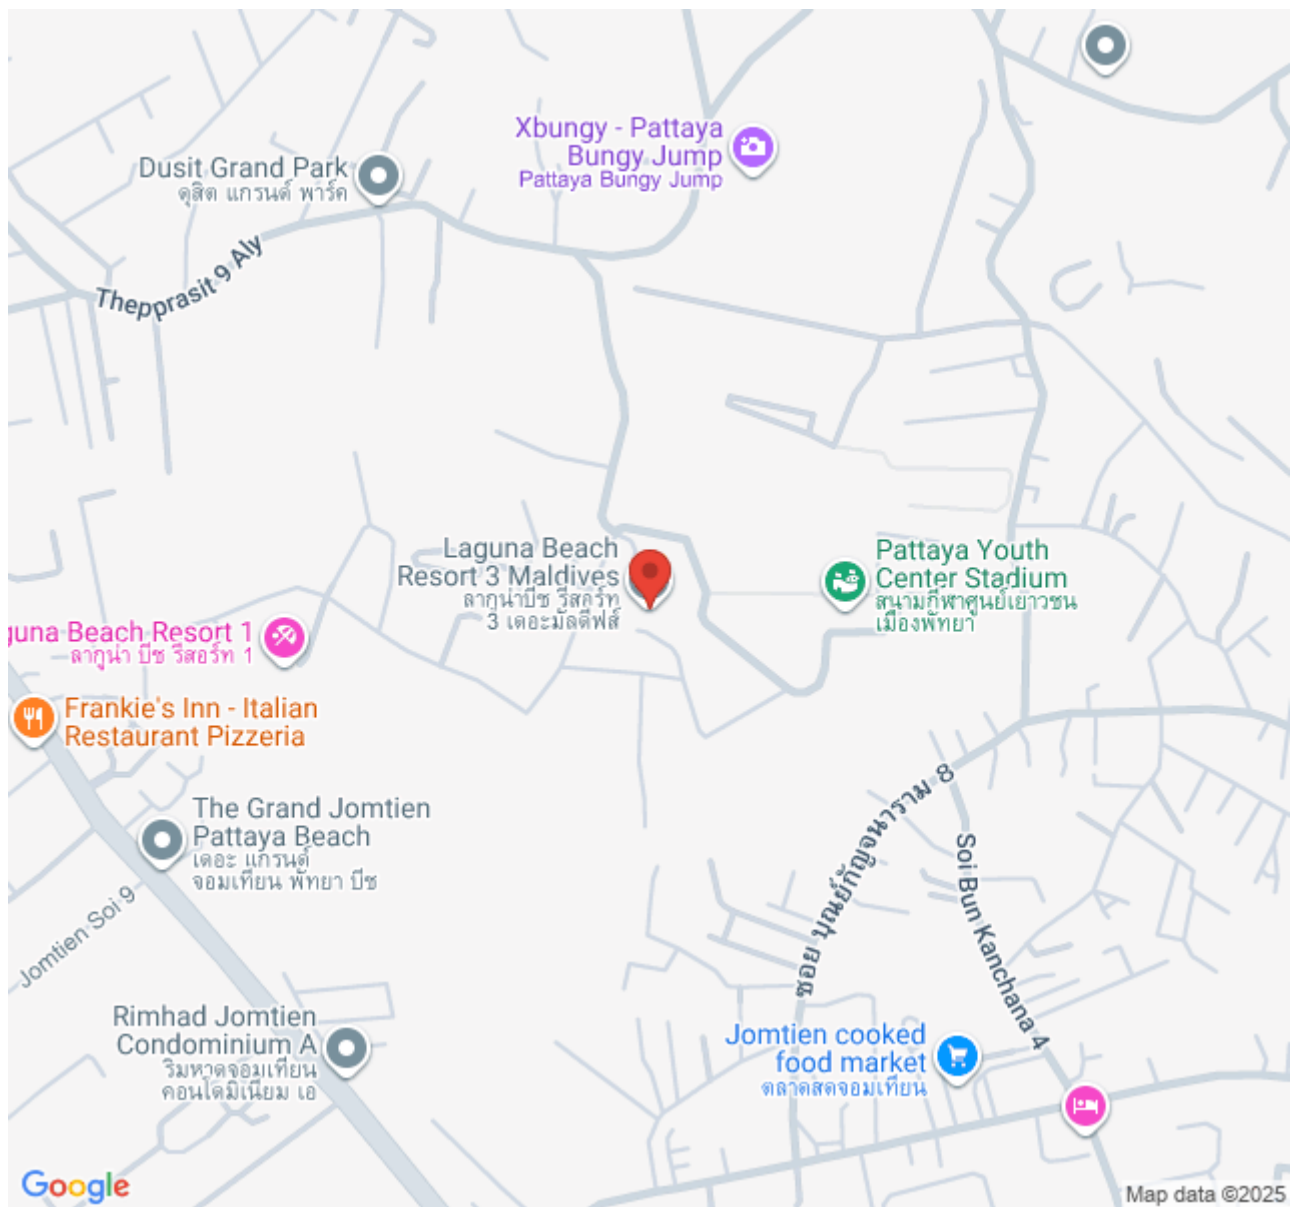 Xbungy - Pattaya
Bungy Jump
Pattaya Bungy Jump
Dusit Grand Park
ดุสิต แกรนด์ พาร์ค
Thepprasit 9 Aly
Laguna Beach
Resort 3 Maldives
ลากูน่าบีช รีสอร์ท
3 เดอะมัลดีฟส์
Pattaya Youth
Center Stadium
สนามกีฬาศูนย์เยาวชน
เมืองพัทยา
guna Beach Resort 1
ลากูน่า บีช รีสอร์ท 1
Frankie's Inn - Italian
Restaurant Pizzeria
The Grand Jomtien
Pattaya Beach
เดอะ แกรนด์
จอมเทียน พัทยา บีช
ซอย บุณย์กัญจนาราม 8
Soi Bun Kanchana 4
Jomtien Soi 9
Rimhad Jomtien
Condominium A
ริมหาดจอมเทียน
คอนโดมิเนียม เอ
Jomtien cooked
food market
ตลาดสดจอมเทียน
Google
Map data ©2025